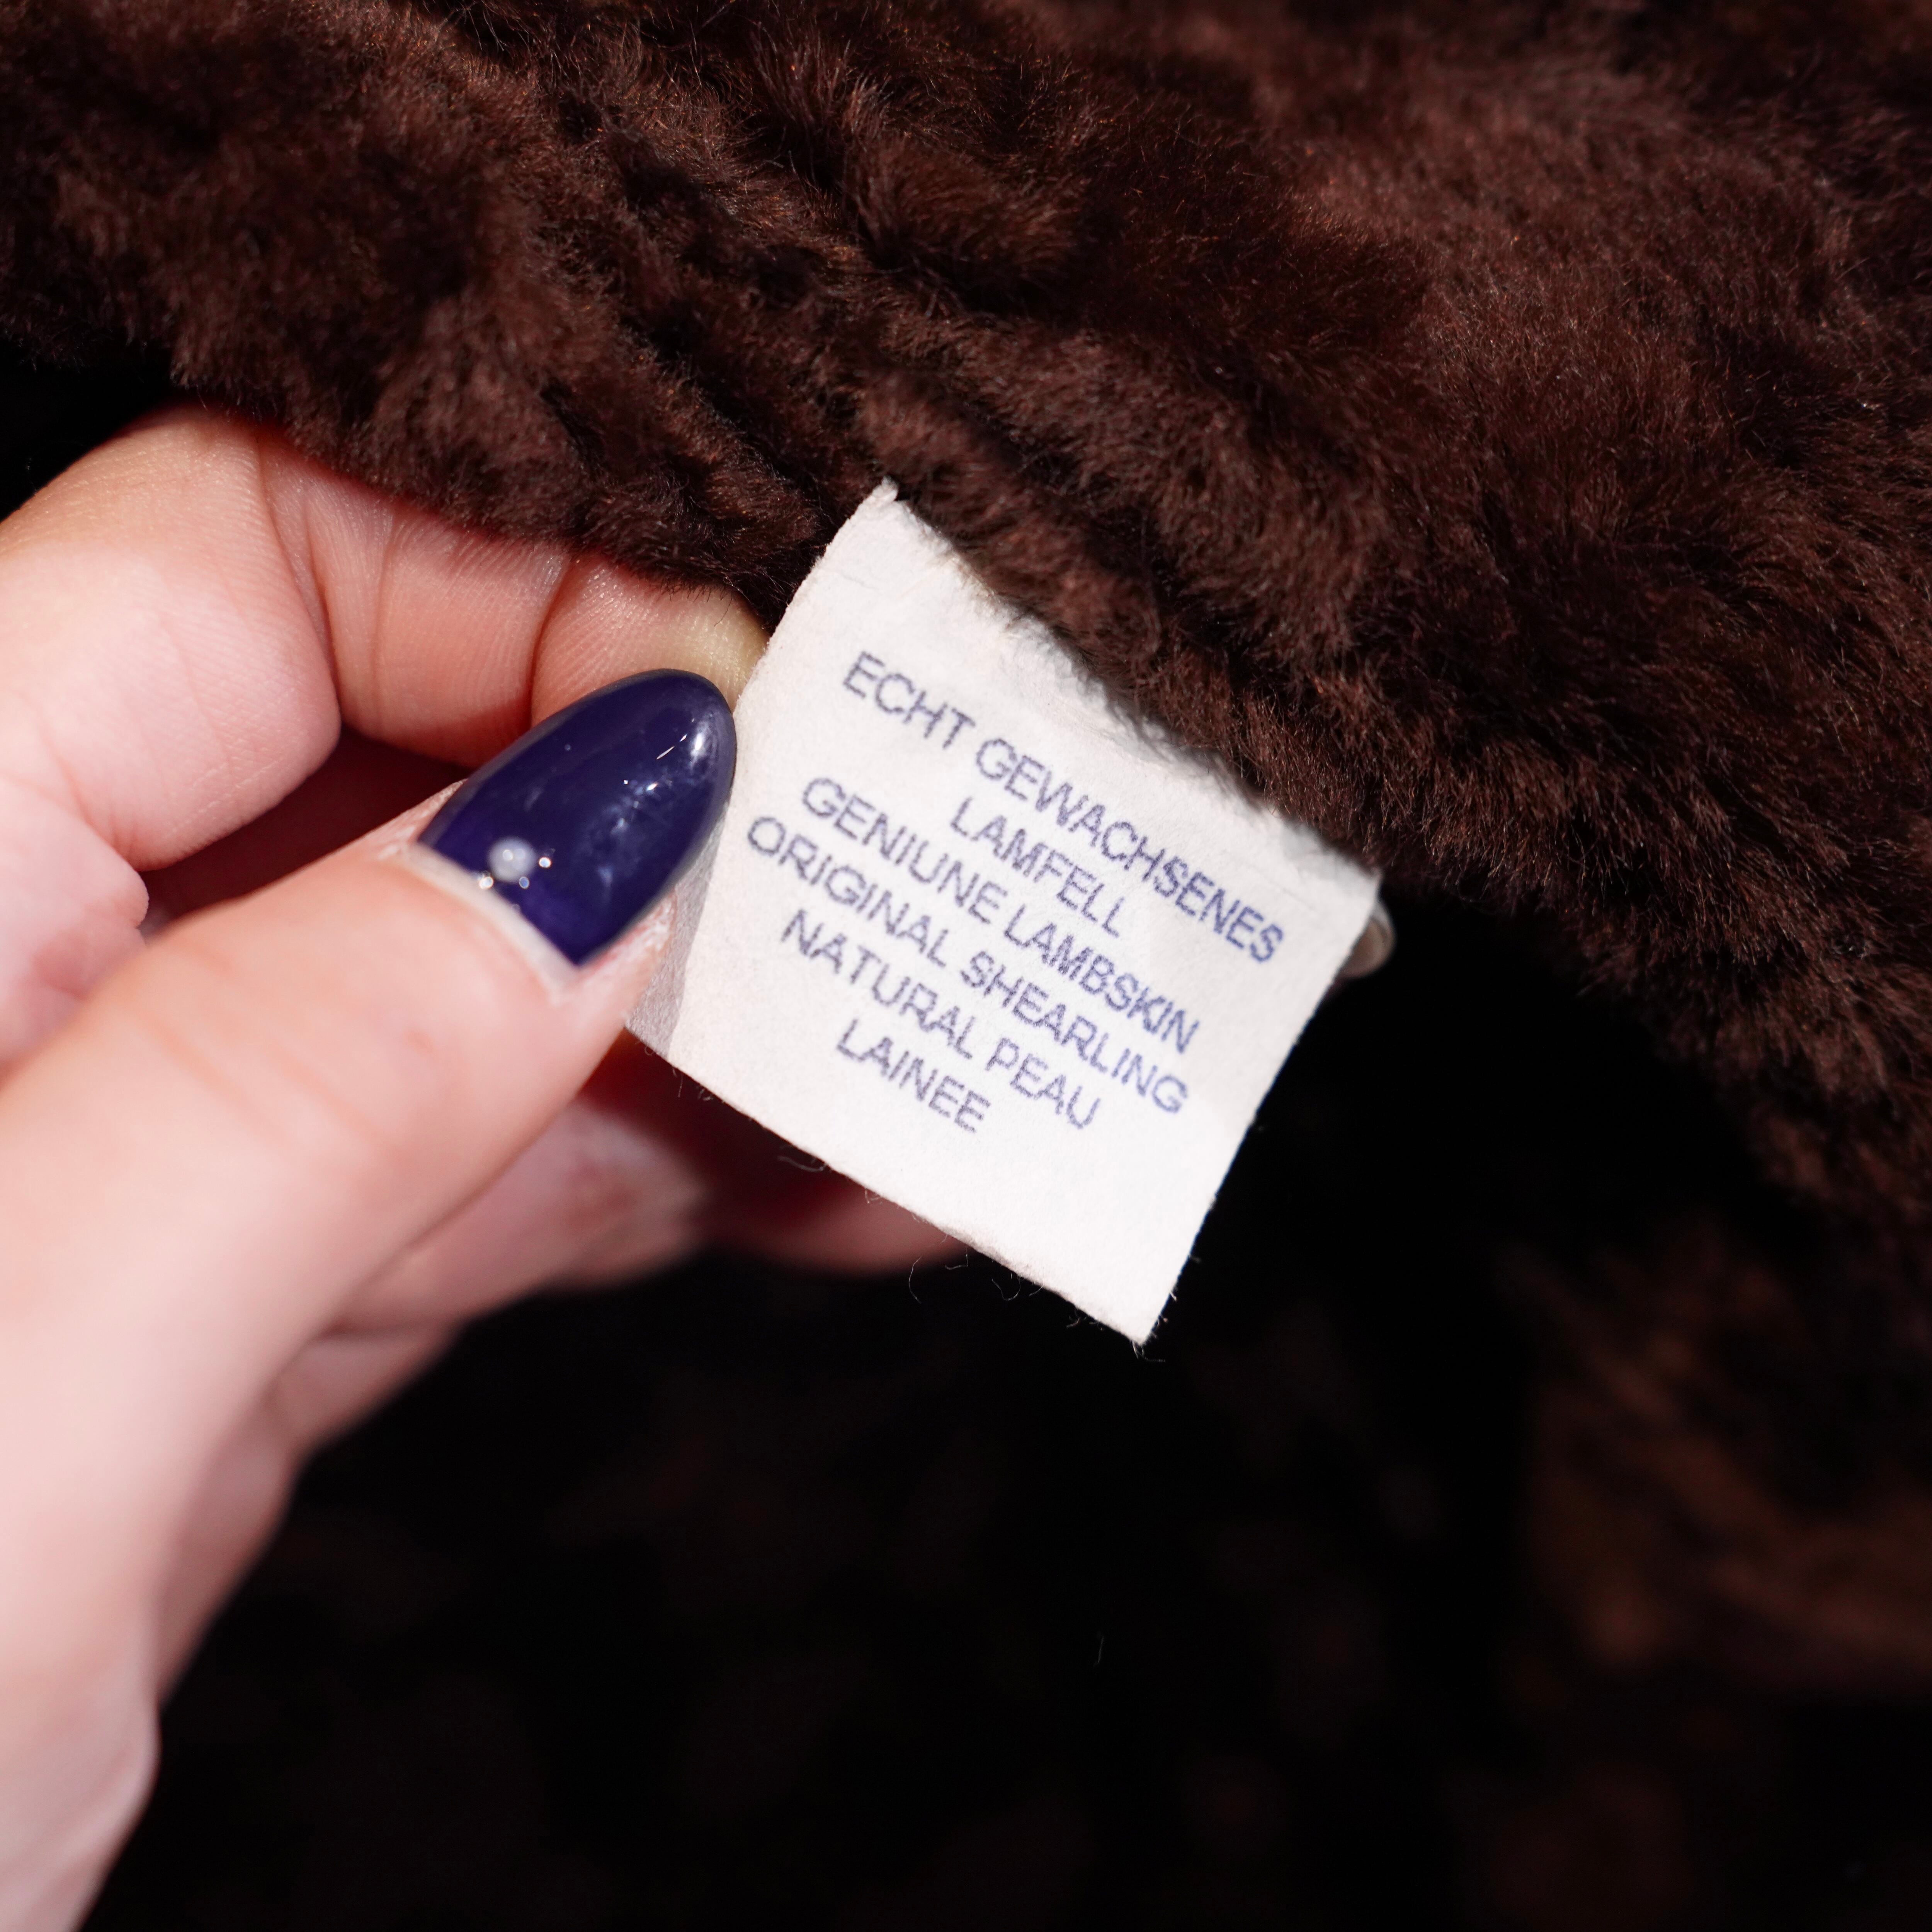 ECHT GEWACHSENES
LAMFELL
GENIUNE LAMBSKIN
ORIGINAL SHEARLING
NATURAL PEAU
LAINEE